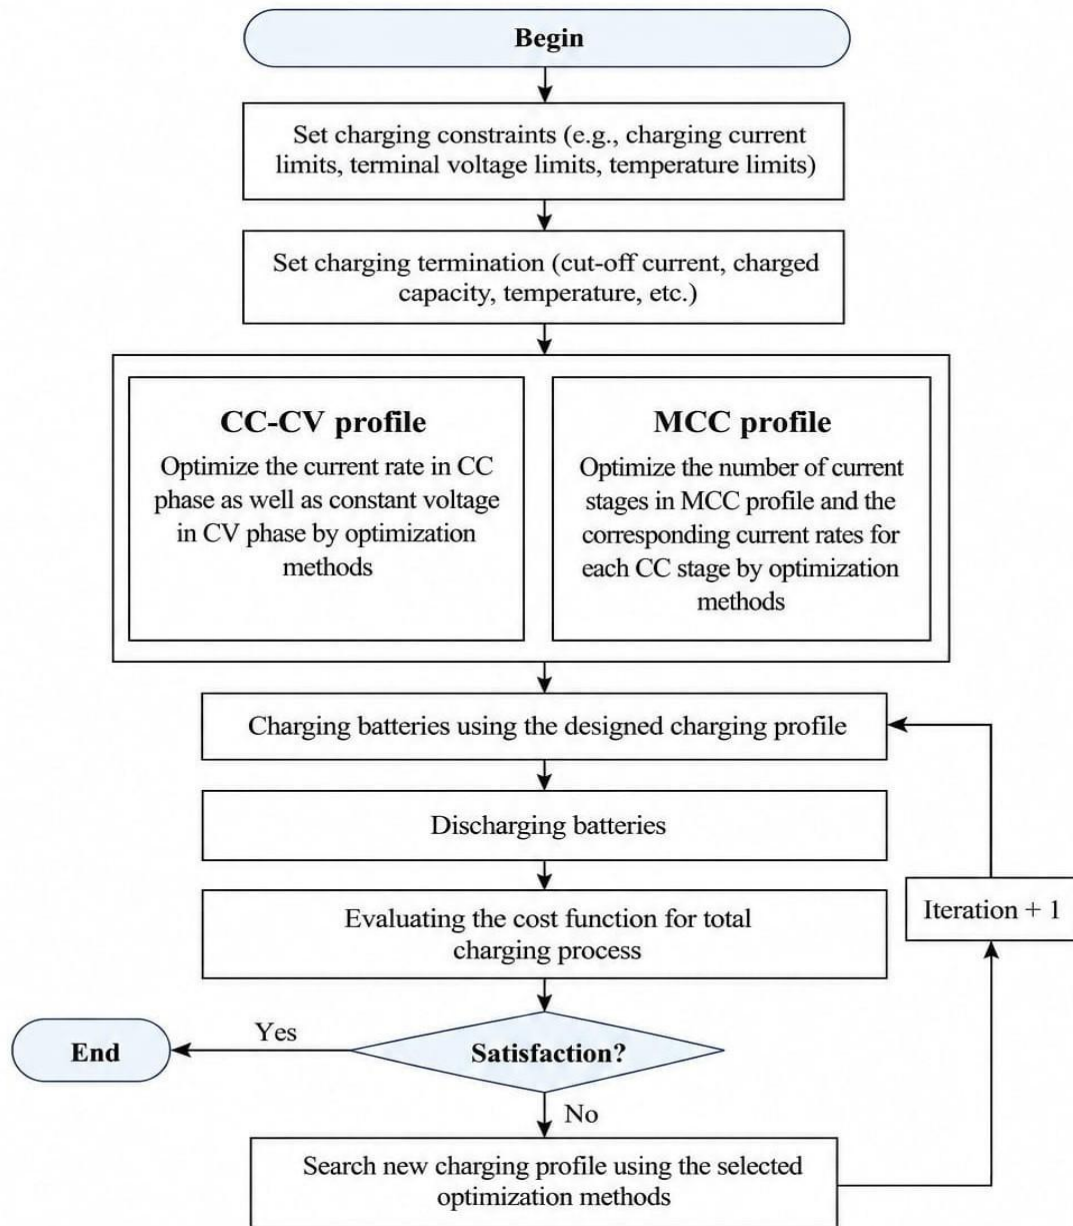 Begin
Set charging constraints (e.g., charging current
limits, terminal voltage limits, temperature limits)
Set charging termination (cut-off current, charged
capacity, temperature, etc.)
CC-CV profile
Optimize the current rate in CC
phase as well as constant voltage
in CV phase by optimization
methods
MCC profile
Optimize the number of current
stages in MCC profile and the
corresponding current rates for
each CC stage by optimization
methods
Charging batteries using the designed charging profile
Discharging batteries
Evaluating the cost function for total
charging process
Iteration + 1
Satisfaction?
Yes
End
No
Search new charging profile using the selected
optimization methods